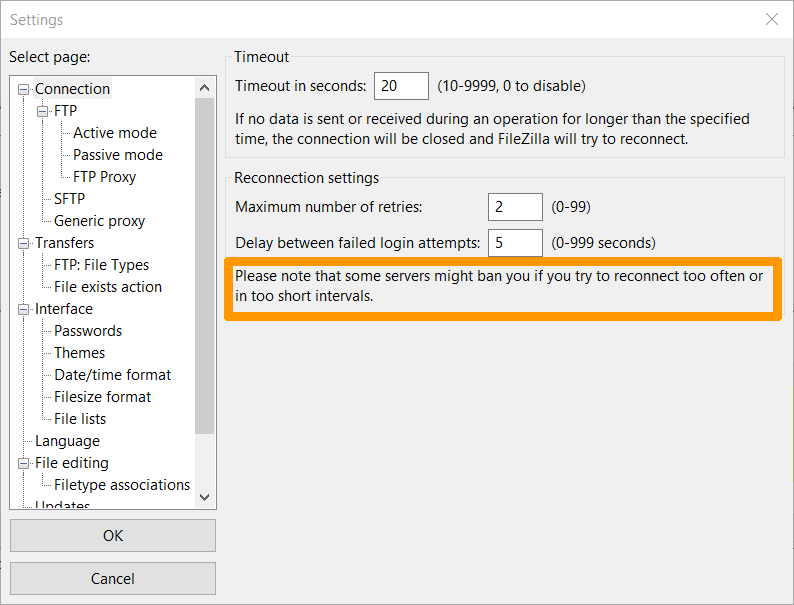 Settings
Select page:
Connection
FTP
Active mode
Passive mode
FTP Proxy
SFTP
Generic proxy
Transfers
FTP: File Types
File exists action
Interface
Passwords
Themes
Date/time format
Filesize format
File lists
Language
File editing
Filetype associations
Updates
OK
Cancel
Timeout
Timeout in seconds: 20 (10-9999, 0 to disable)
If no data is sent or received during an operation for longer than the specified
time, the connection will be closed and FileZilla will try to reconnect.
Reconnection settings
Maximum number of retries: 2 (0-99)
Delay between failed login attempts: 5 (0-999 seconds)
Please note that some servers might ban you if you try to reconnect too often or
in too short intervals.